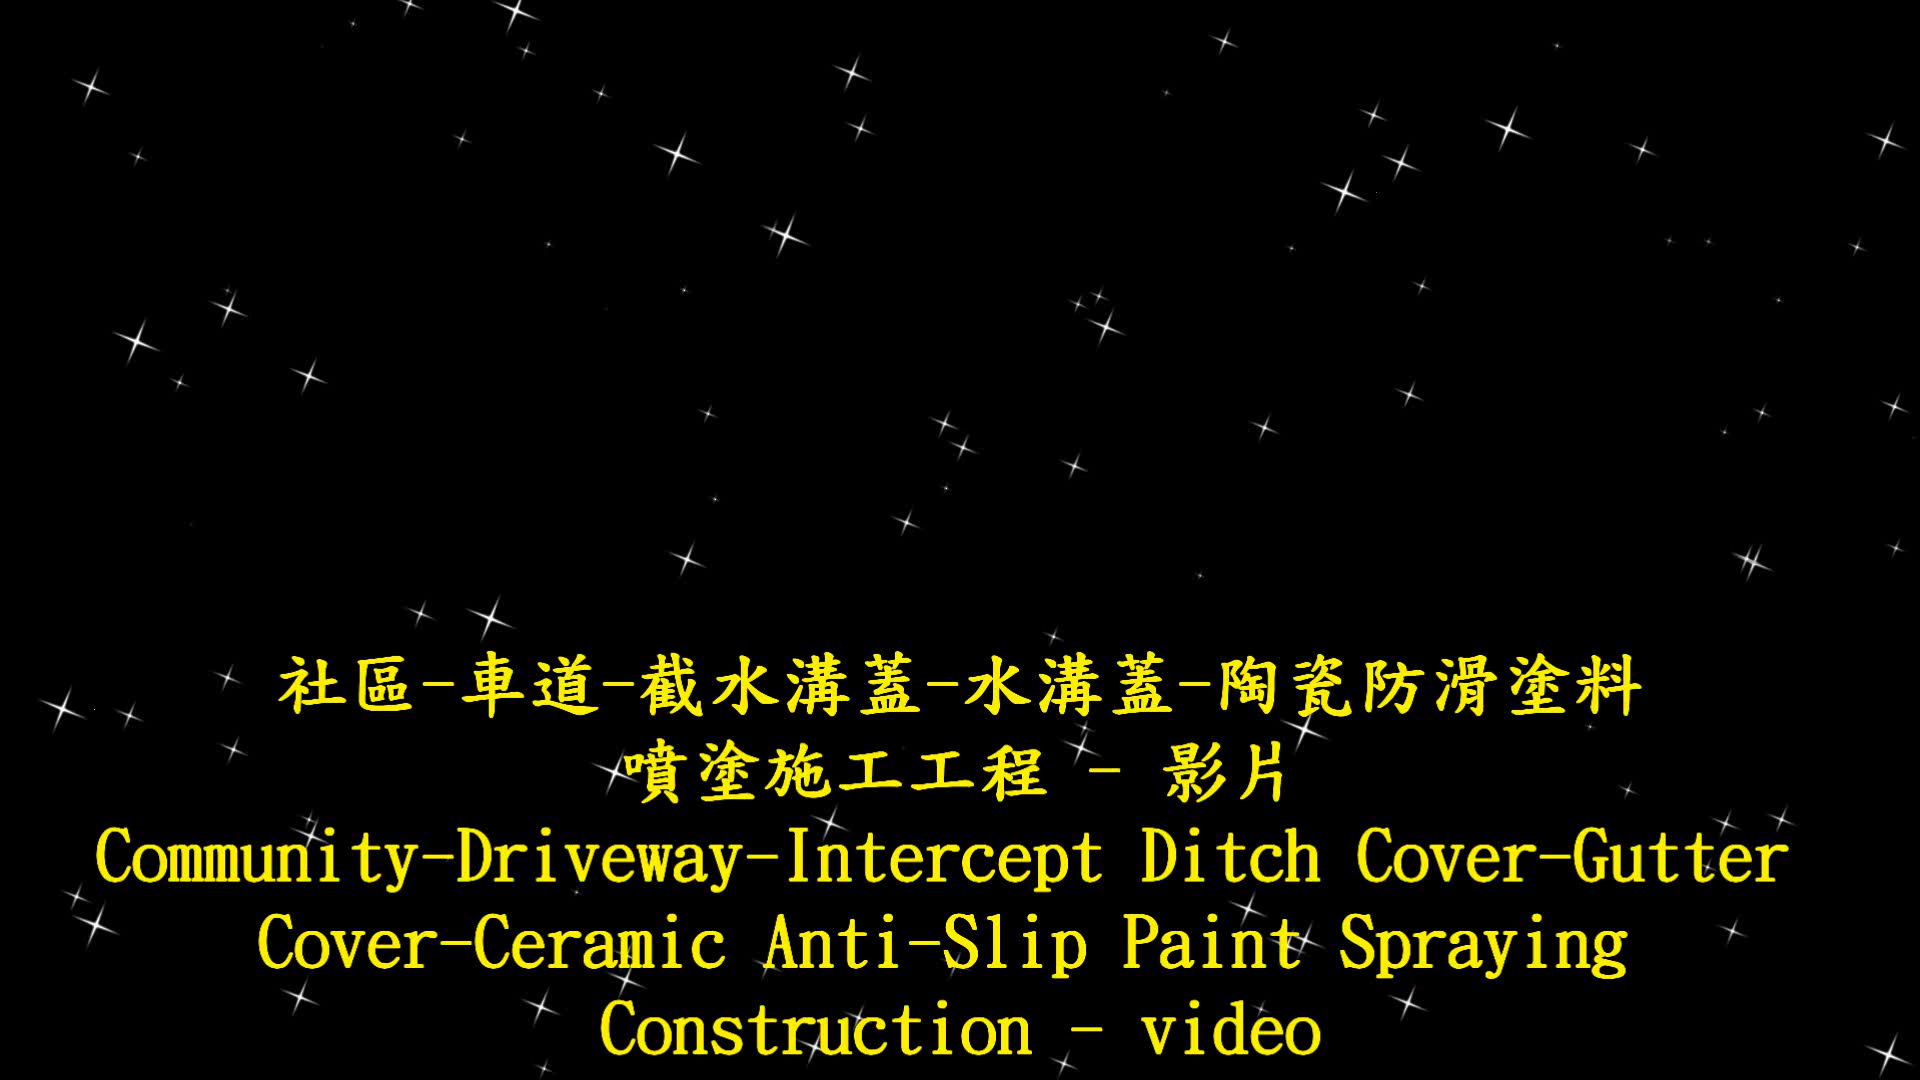 社區-車道-截水溝蓋-水溝蓋-陶瓷防滑塗料
噴塗施工工程 - 影片
Community-Driveway-Intercept Ditch Cover-Gutter
Cover-Ceramic Anti-Slip Paint Spraying
Construction - video